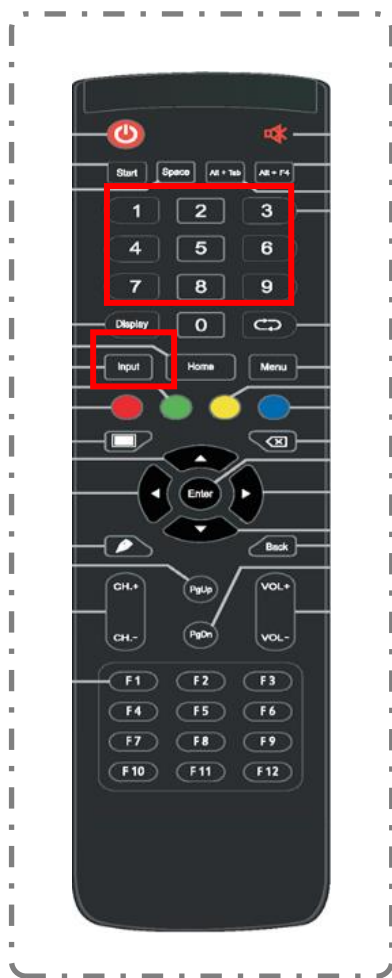 Start Space Alt + Tab Alt + F4
1 2 3
4 5 6
7 8 9
Display 0
Input Home Menu
Enter
Back
CH.+ PgUp VOL+
CH.- PgDn VOL-
F1 F2 F3
F4 F5 F6
F7 F8 F9
F10 F11 F12